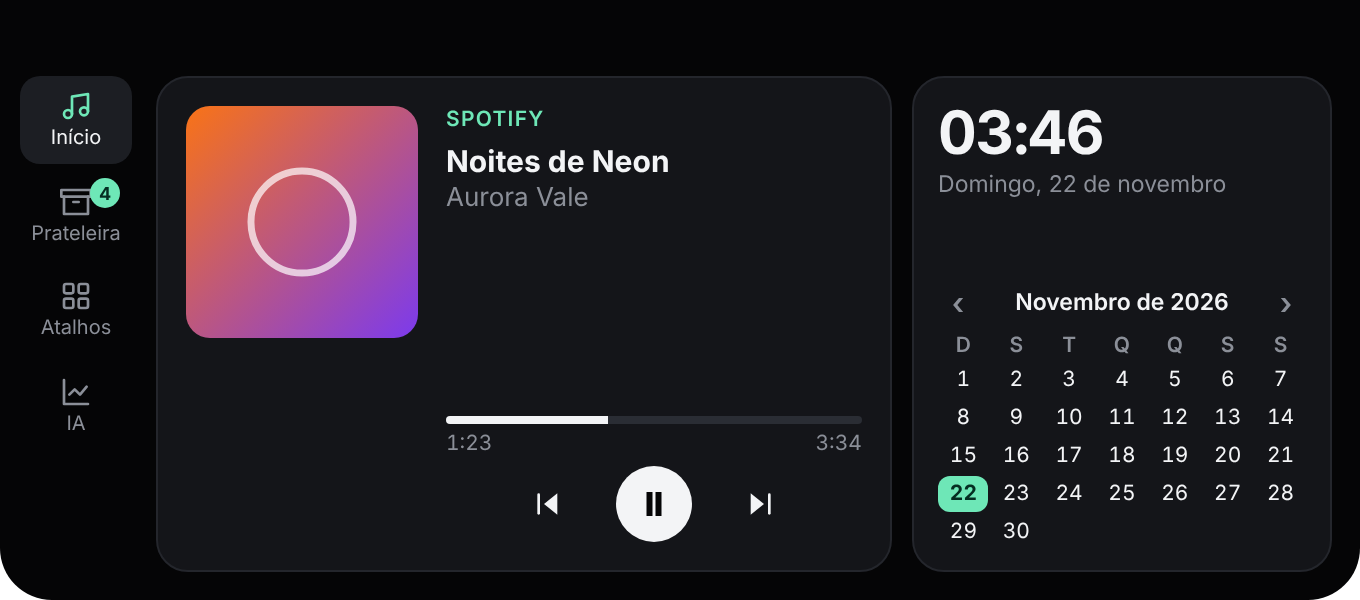 Início
4
Prateleira
Atalhos
IA
SPOTIFY
Noites de Neon
Aurora Vale
1:23 3:34
03:46
Domingo, 22 de novembro
‹ Novembro de 2026 ›
D S T Q Q S S
1 2 3 4 5 6 7
8 9 10 11 12 13 14
15 16 17 18 19 20 21
22 23 24 25 26 27 28
29 30